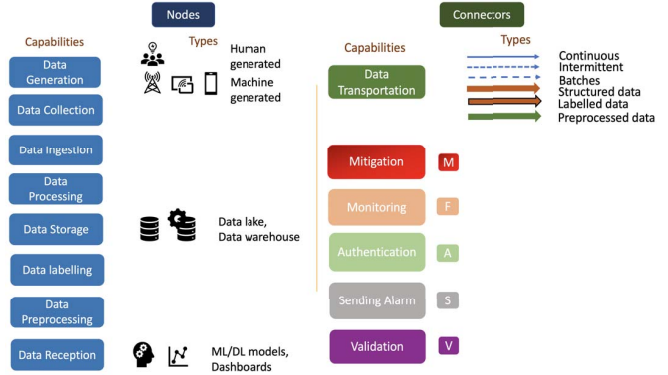 Nodes
Connectors
Capabilities
Types
Data
Generation
Data Collection
Data Ingestion
Data
Processing
Data Storage
Data labelling
Data
Preprocessing
Data Reception
Human
generated
Machine
generated
Data lake,
Data warehouse
ML/DL models,
Dashboards
Capabilities
Types
Data
Transportation
Continuous
Intermittent
Batches
Structured data
Labelled data
Preprocessed data
Mitigation
M
Monitoring
F
Authentication
A
Sending Alarm
S
Validation
V